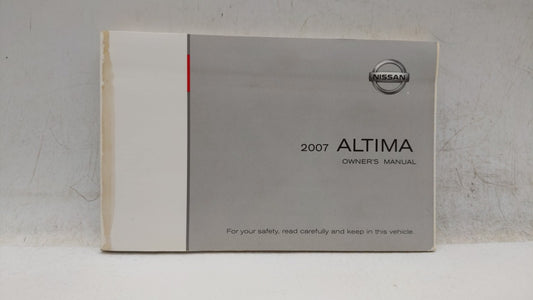 NISSAN
2007 ALTIMA
OWNER'S MANUAL
For your safety, read carefully and keep in this vehicle.